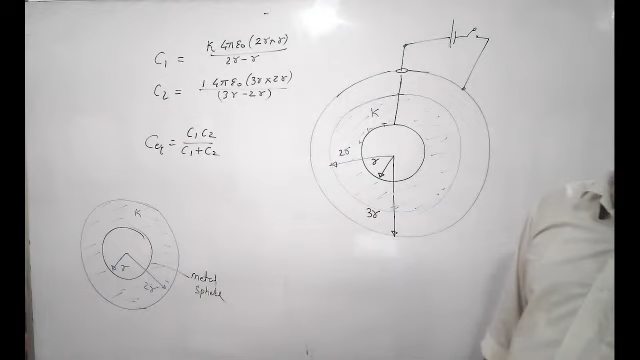 C₁ = K 4πε₀ (2r×r) / 2r-r
C₂ = 1 4πε₀ (3r×2r) / (3r-2r)
Ceq = C₁C₂ / C₁+C₂
K
2r
r
3r
K
r
2r
metal
sphere